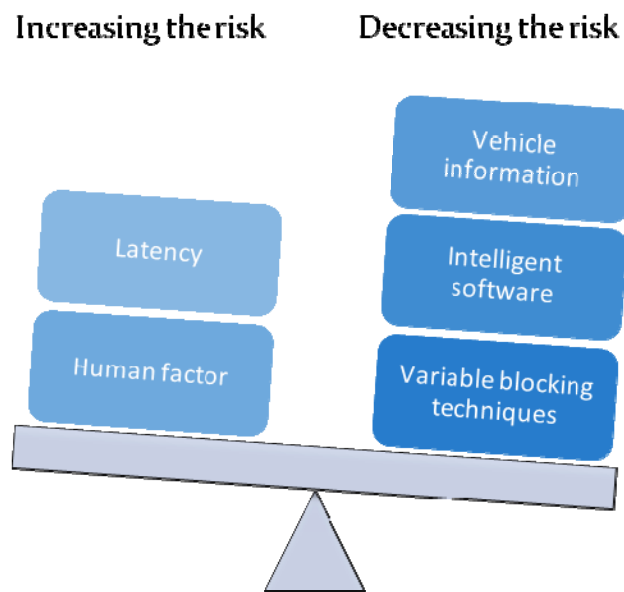 Increasing the risk
Decreasing the risk
Vehicle
information
Latency
Intelligent
software
Human factor
Variable blocking
techniques